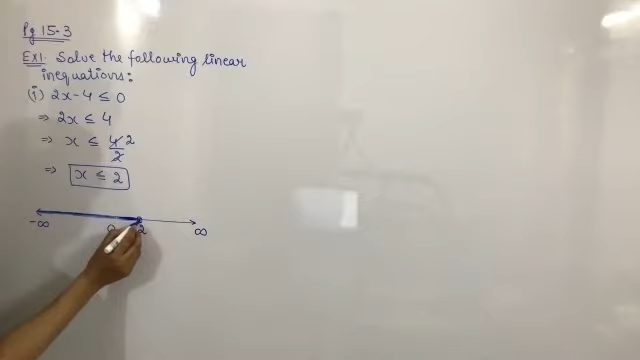 Pg 15.3
EX1. Solve the following linear
inequations:
(i) 2x - 4 ≤ 0
⇒ 2x ≤ 4
⇒ x ≤ 4/2 2
⇒ x ≤ 2
-∞ 0 2 ∞